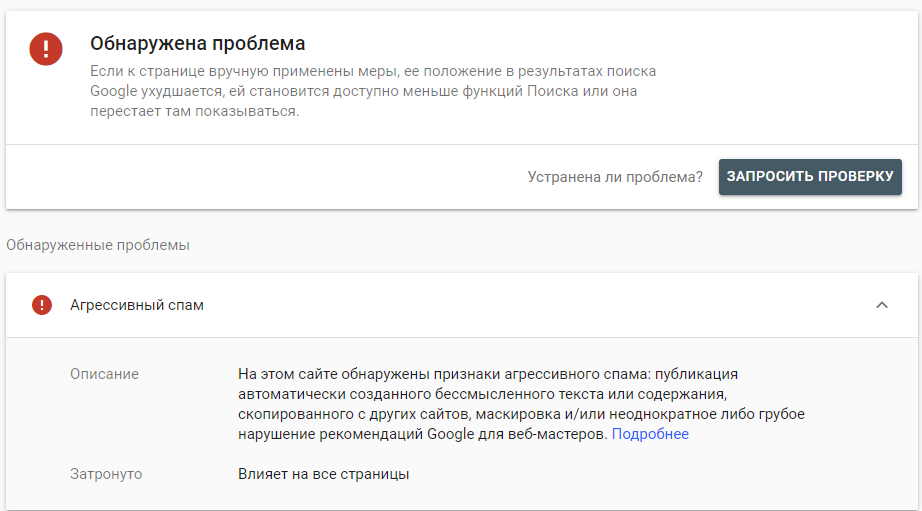 Обнаружена проблема
Если к странице вручную применены меры, ее положение в результатах поиска
Google ухудшается, ей становится доступно меньше функций Поиска или она
перестает там показываться.
Устранена ли проблема? ЗАПРОСИТЬ ПРОВЕРКУ
Обнаруженные проблемы
Агрессивный спам
Описание
На этом сайте обнаружены признаки агрессивного спама: публикация
автоматически созданного бессмысленного текста или содержания,
скопированного с других сайтов, маскировка и/или неоднократное либо грубое
нарушение рекомендаций Google для веб-мастеров. Подробнее
Затронуто
Влияет на все страницы